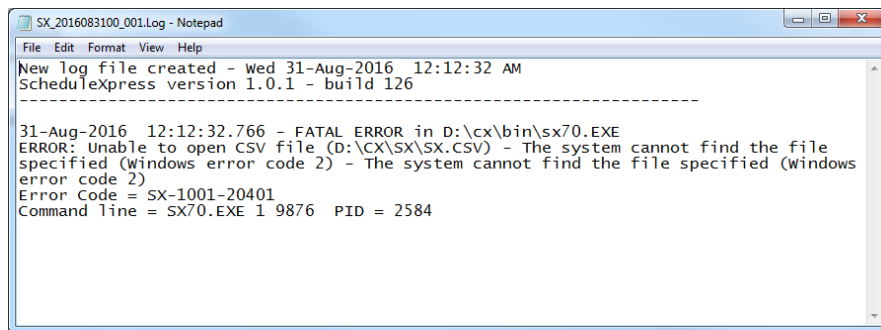 SX_2016083100_001.Log - Notepad
File Edit Format View Help
New log file created - Wed 31-Aug-2016 12:12:32 AM
ScheduleXpress version 1.0.1 - build 126
--------------------------------------------------------------------
31-Aug-2016 12:12:32.766 - FATAL ERROR in D:\cx\bin\sx70.EXE
ERROR: Unable to open CSV file (D:\CX\SX\SX.CSV) - The system cannot find the file
specified (Windows error code 2) - The system cannot find the file specified (Windows
error code 2)
Error Code = SX-1001-20401
Command line = SX70.EXE 1 9876 PID = 2584